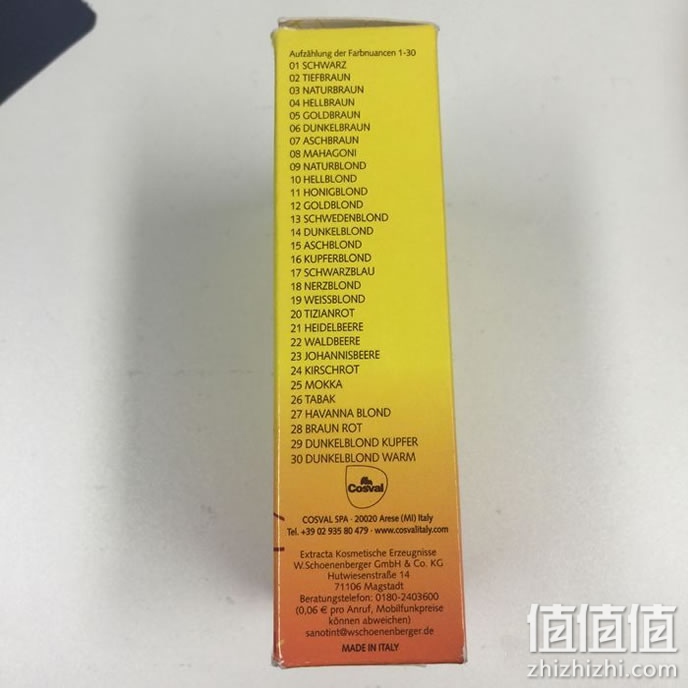 Aufzählung der Farbnuancen 1-30
01 SCHWARZ
02 TIEFBRAUN
03 NATURBRAUN
04 HELLBRAUN
05 GOLDBRAUN
06 DUNKELBRAUN
07 ASCHBRAUN
08 MAHAGONI
09 NATURBLOND
10 HELLBLOND
11 HONIGBLOND
12 GOLDBLOND
13 SCHWEDENBLOND
14 DUNKELBLOND
15 ASCHBLOND
16 KUPFERBLOND
17 SCHWARZBLAU
18 NERZBLOND
19 WEISSBLOND
20 TIZIANROT
21 HEIDELBEERE
22 WALDBEERE
23 JOHANNISBEERE
24 KIRSCHROT
25 MOKKA
26 TABAK
27 HAVANNA BLOND
28 BRAUN ROT
29 DUNKELBLOND KUPFER
30 DUNKELBLOND WARM
Cosval
COSVAL SPA · 20020 Arese (MI) Italy
Tel. +39 02 935 80 479 · www.cosvalitaly.com
Extracta Kosmetische Erzeugnisse
W.Schoenenberger GmbH & Co. KG
Hutwiesenstraße 14
71106 Magstadt
Beratungstelefon: 0180-2403600
(0,06 € pro Anruf, Mobilfunkpreise
können abweichen)
sanotint@wschoenenberger.de
MADE IN ITALY
值值值
zhizhizhi.com